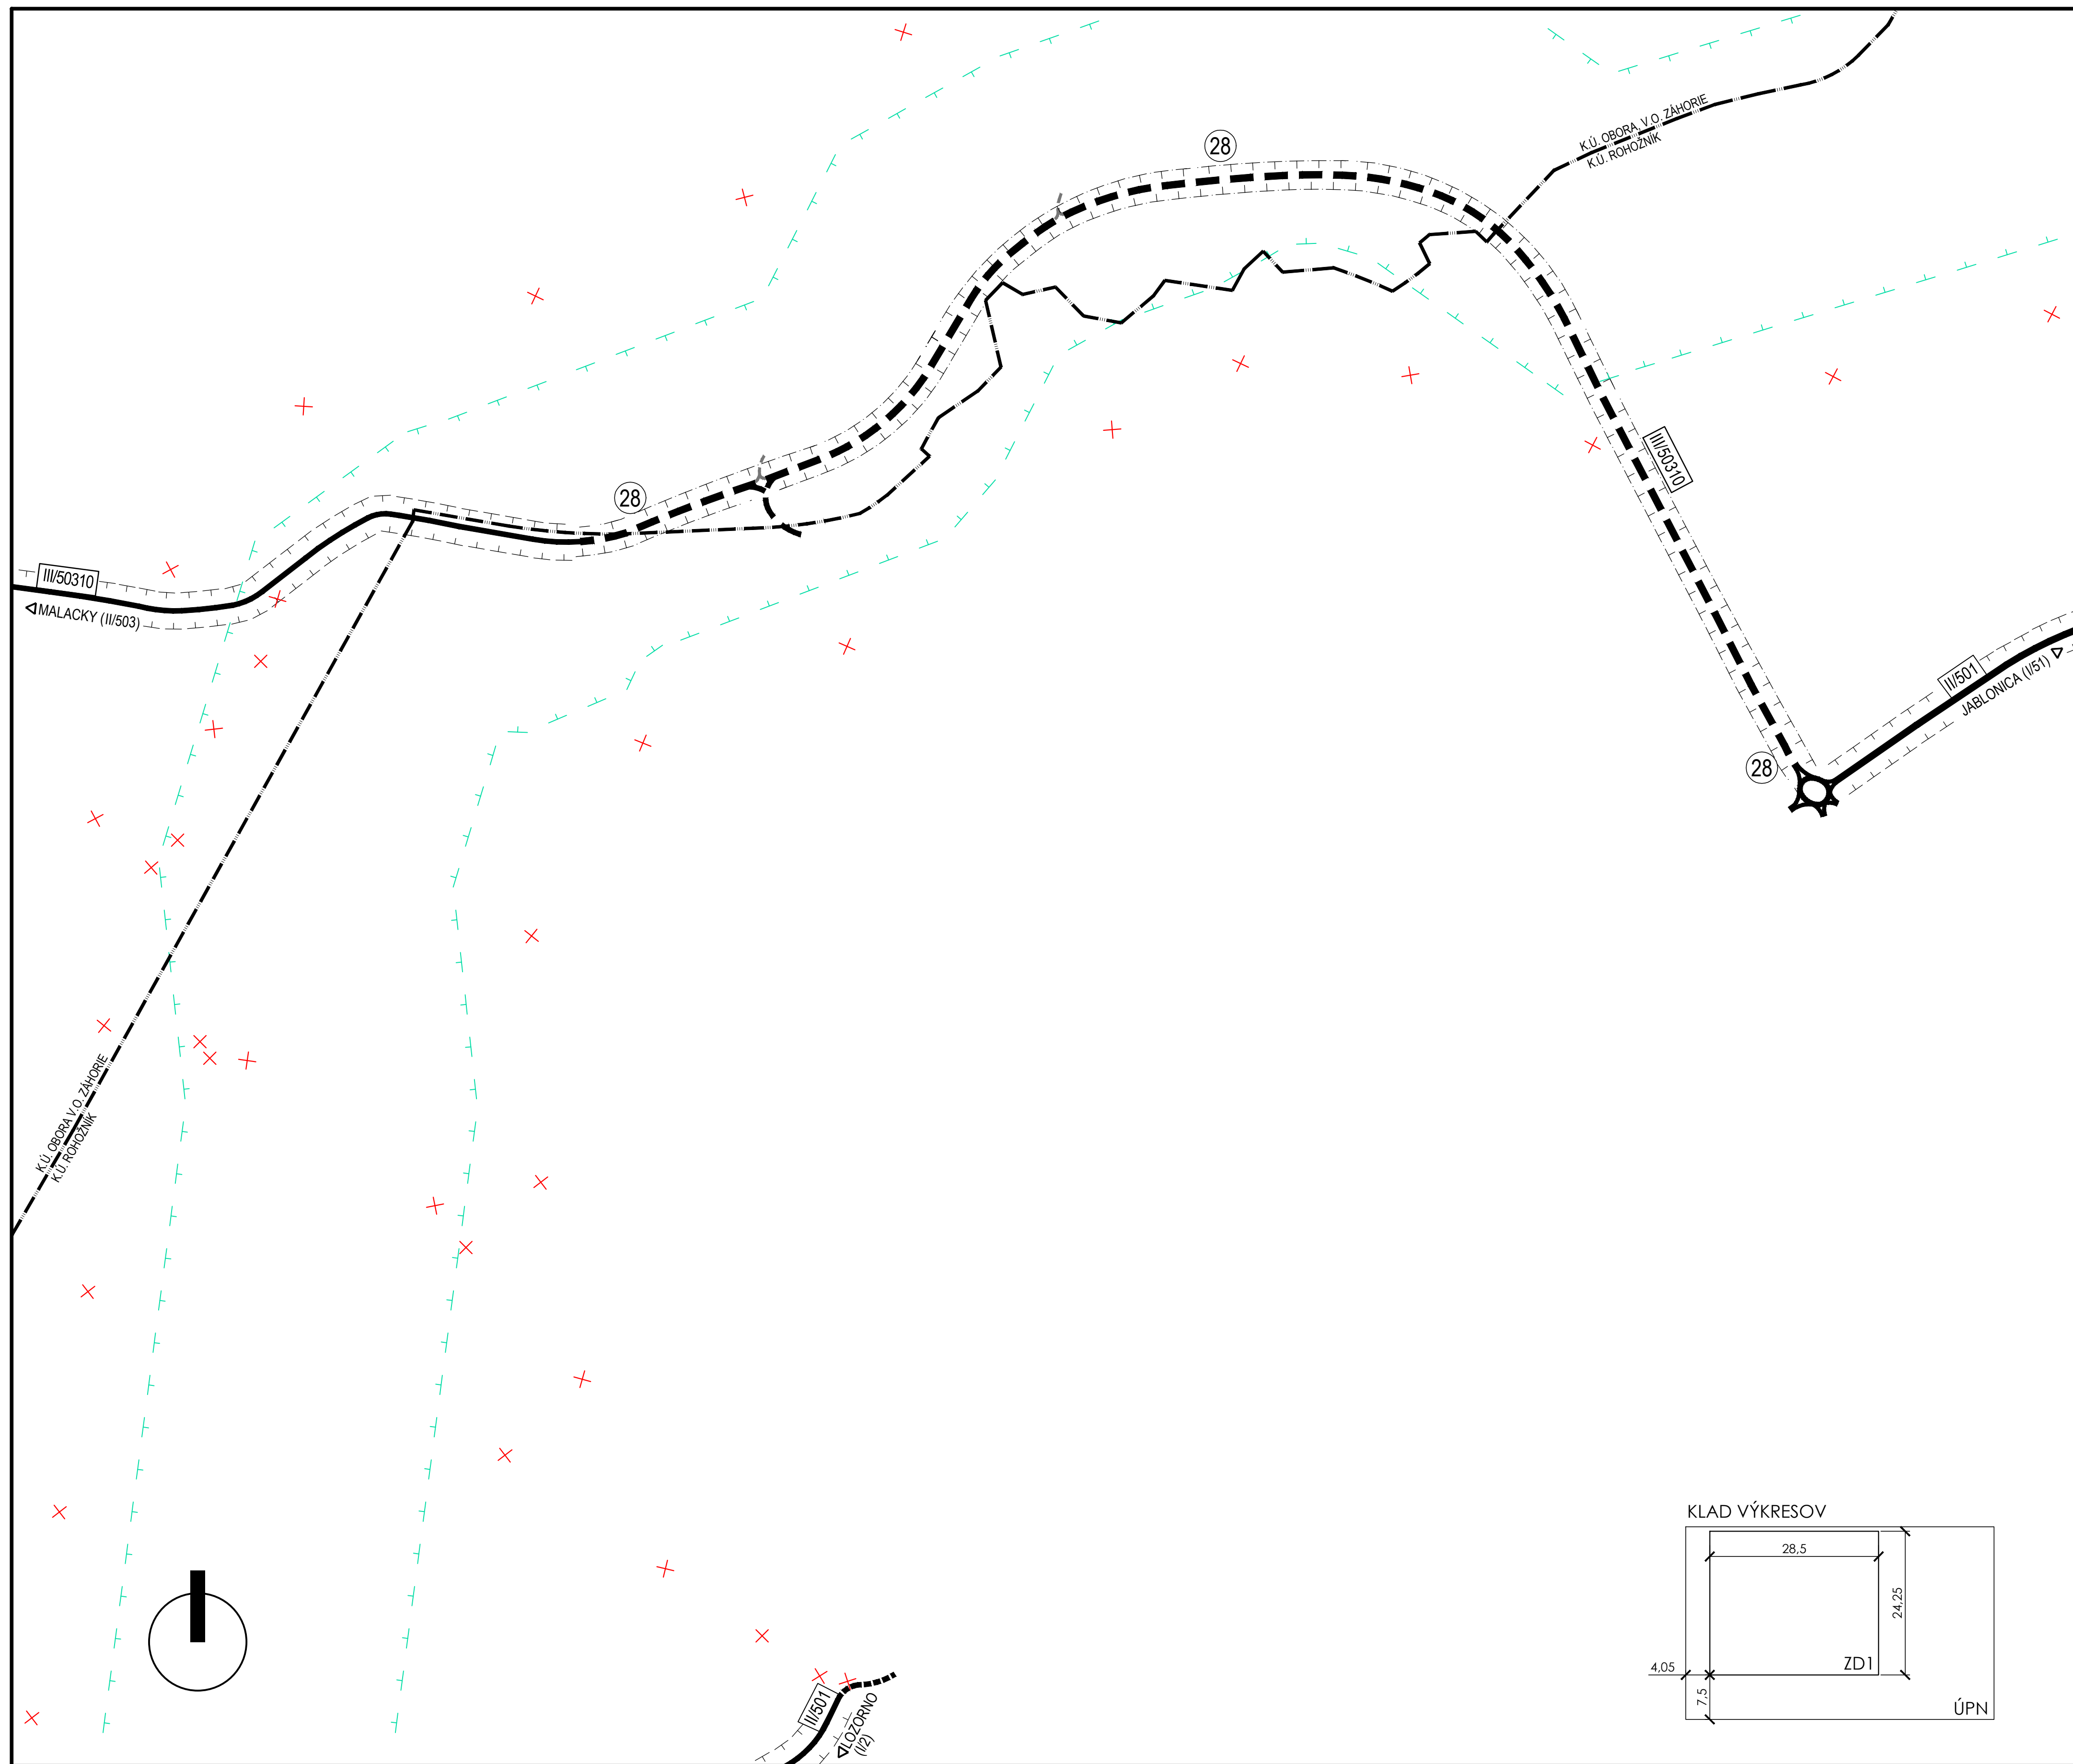 K.Ú. OBORA, V.O. ZÁHORIE
K.Ú. ROHOŽNÍK
28
28
III/50310
III/50310
MALACKY (II/503)
II/501
JABLONICA (I/51)
28
K.Ú. OBORA V.O. ZÁHORIE
K.Ú. ROHOŽNÍK
KLAD VÝKRESOV
28,5
24,25
4,05
ZD1
7,5
ÚPN
II/501
LOZORNO
(I/2)